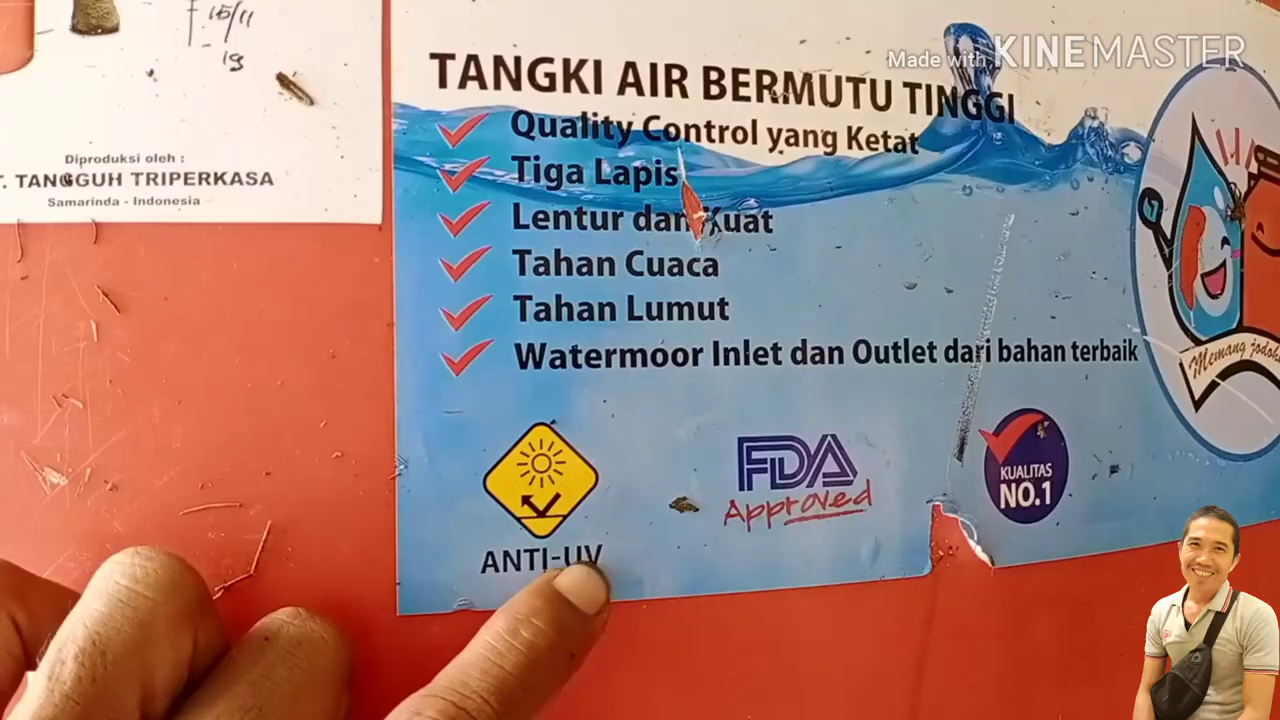 15/11
19
Diproduksi oleh :
T. TANGGUH TRIPERKASA
Samarinda - Indonesia
Made with KINEMASTER
TANGKI AIR BERMUTU TINGGI
Quality Control yang Ketat
Tiga Lapis
Lentur dan Kuat
Tahan Cuaca
Tahan Lumut
Watermoor Inlet dan Outlet dari bahan terbaik
Memang jodoh
ANTI-UV
FDA
Approved
KUALITAS
NO.1